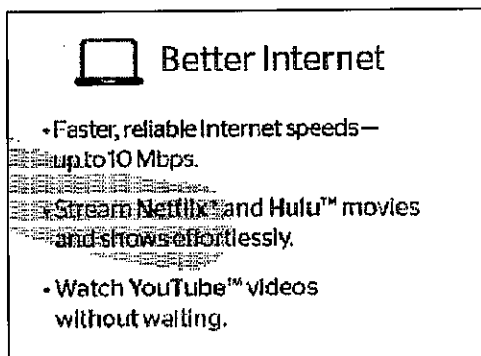 Better Internet
• Faster, reliable Internet speeds—
up to 10 Mbps.
• Stream Netflix® and Hulu™ movies
and shows effortlessly.
• Watch YouTube™ videos
without waiting.